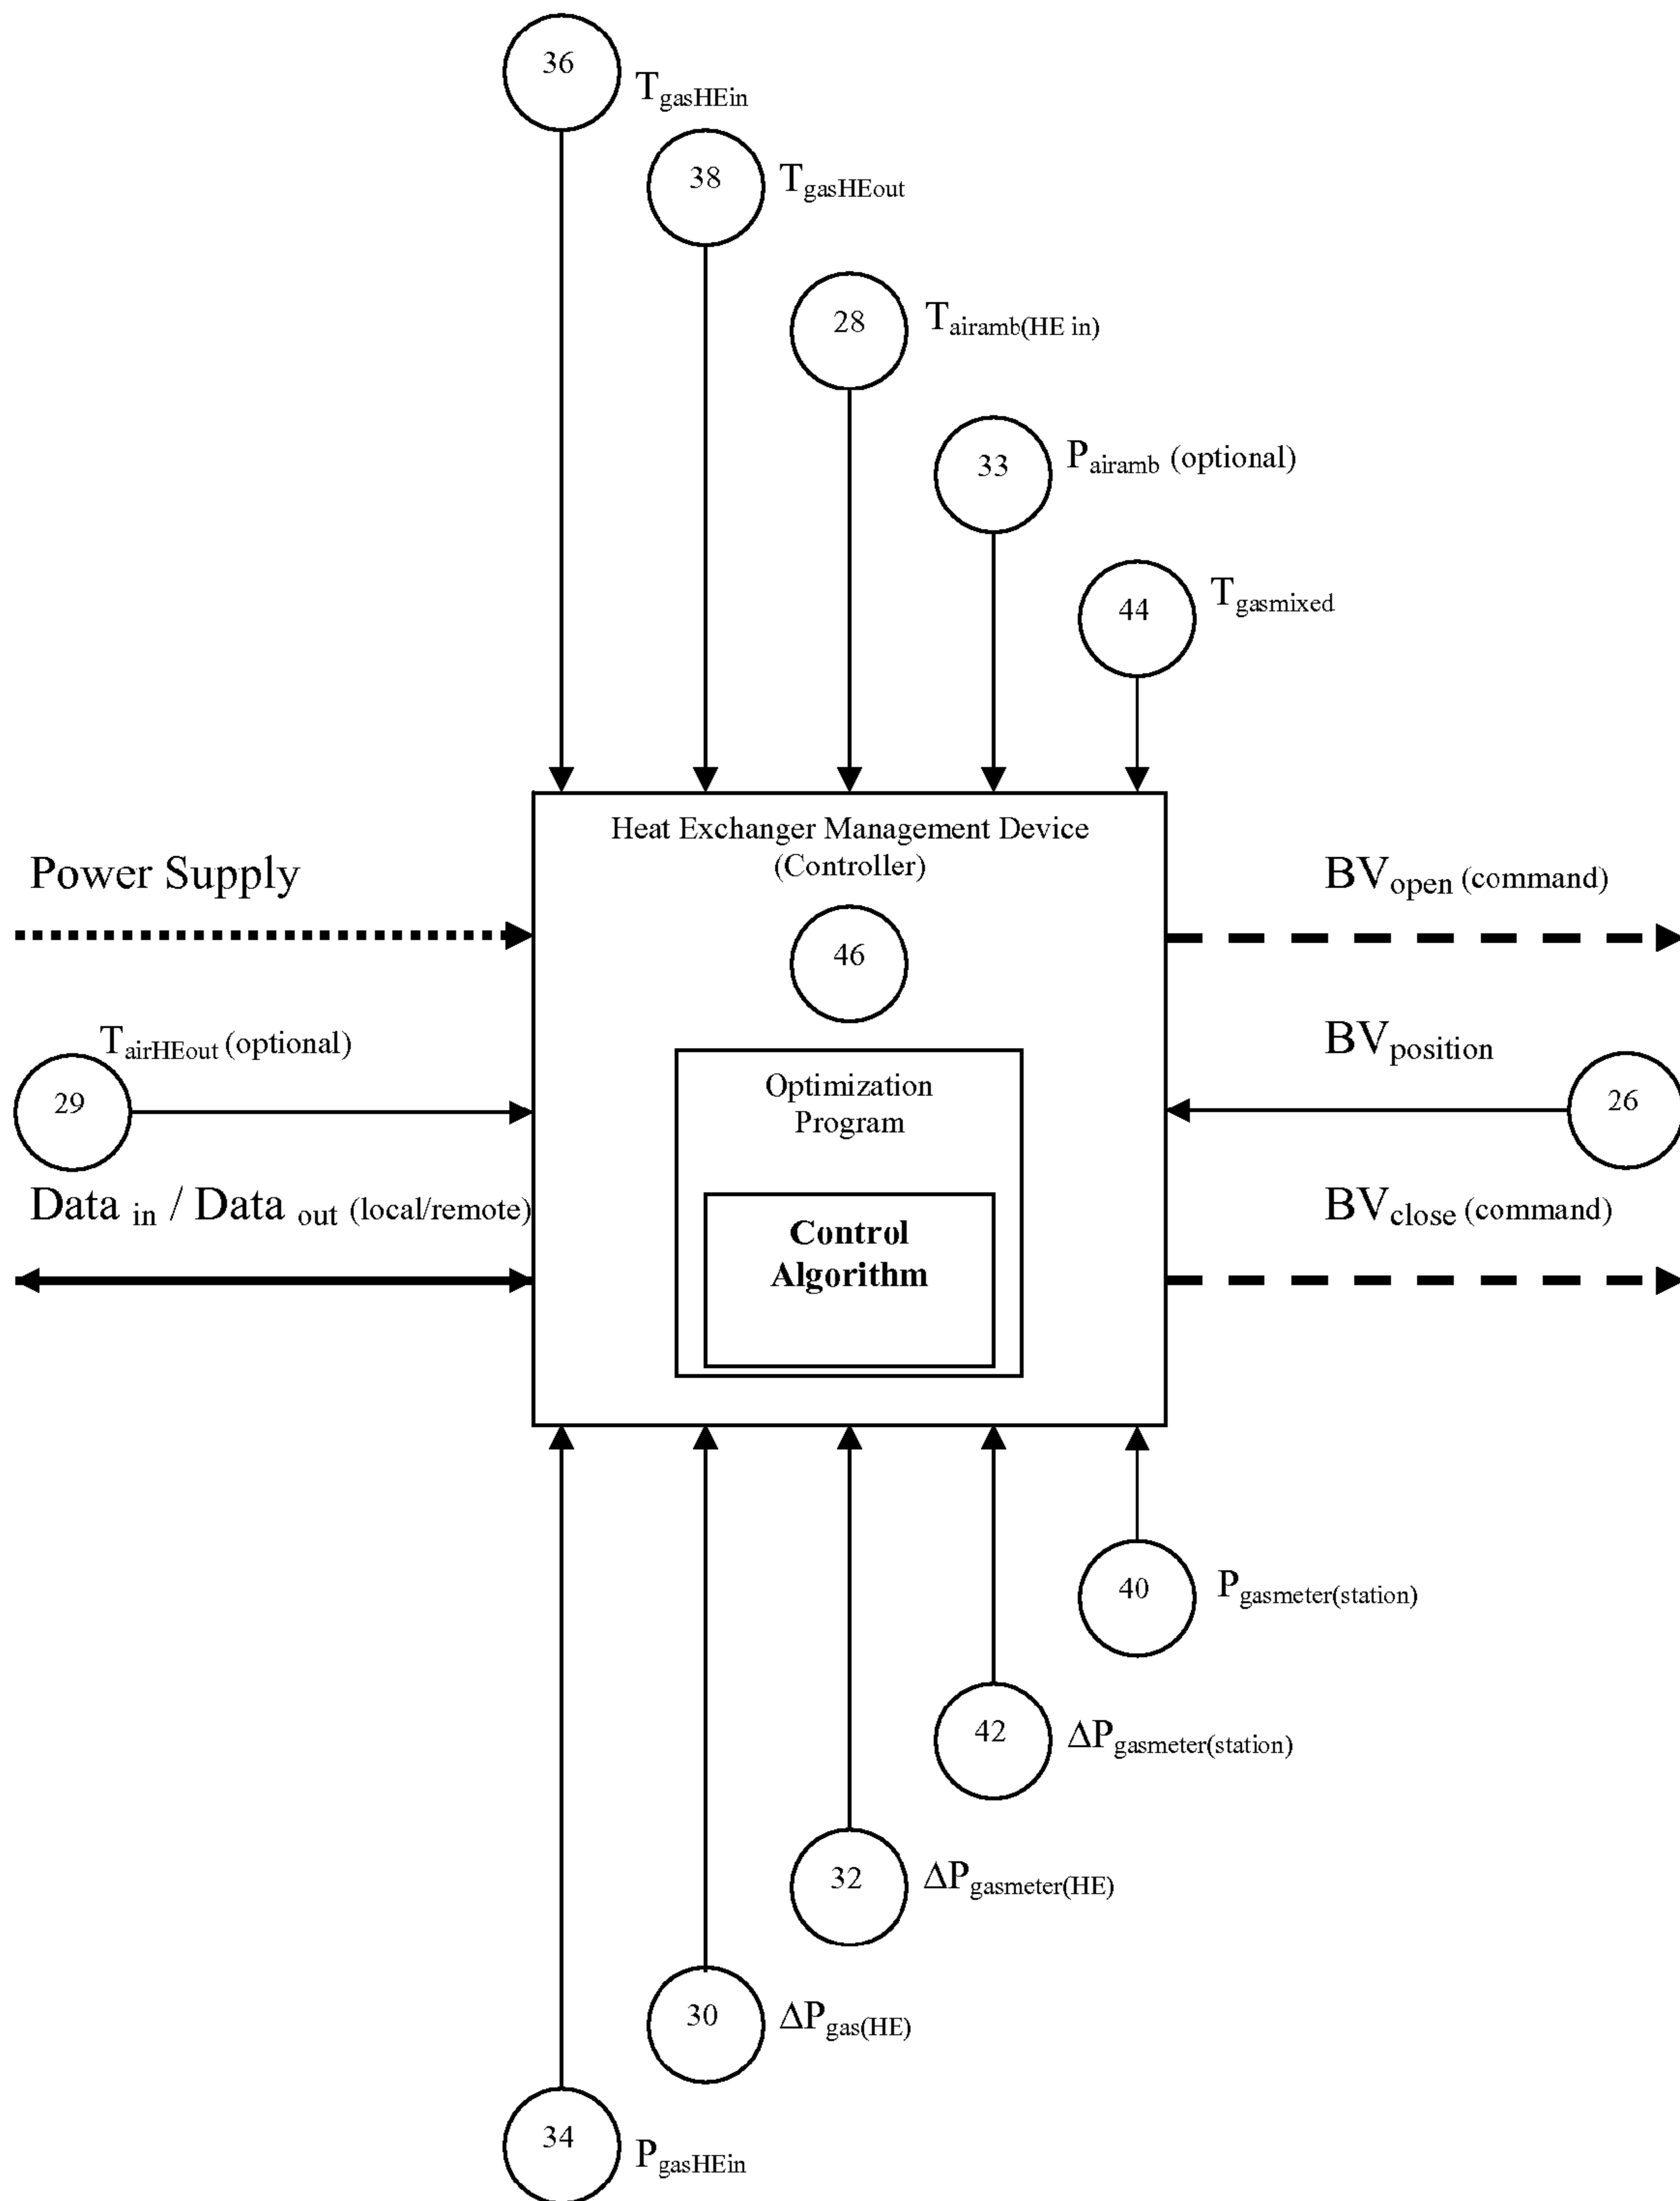 36
TgasHEin
38
TgasHEout
28
Tairamb(HE in)
33
Pairamb (optional)
44
Tgasmixed
Heat Exchanger Management Device
(Controller)
46
Optimization
Program
Control
Algorithm
Power Supply
TairHEout (optional)
29
Data in / Data out (local/remote)
BVopen (command)
BVposition
26
BVclose (command)
40
Pgasmeter(station)
42
ΔPgasmeter(station)
32
ΔPgasmeter(HE)
30
ΔPgas(HE)
34
PgasHEin